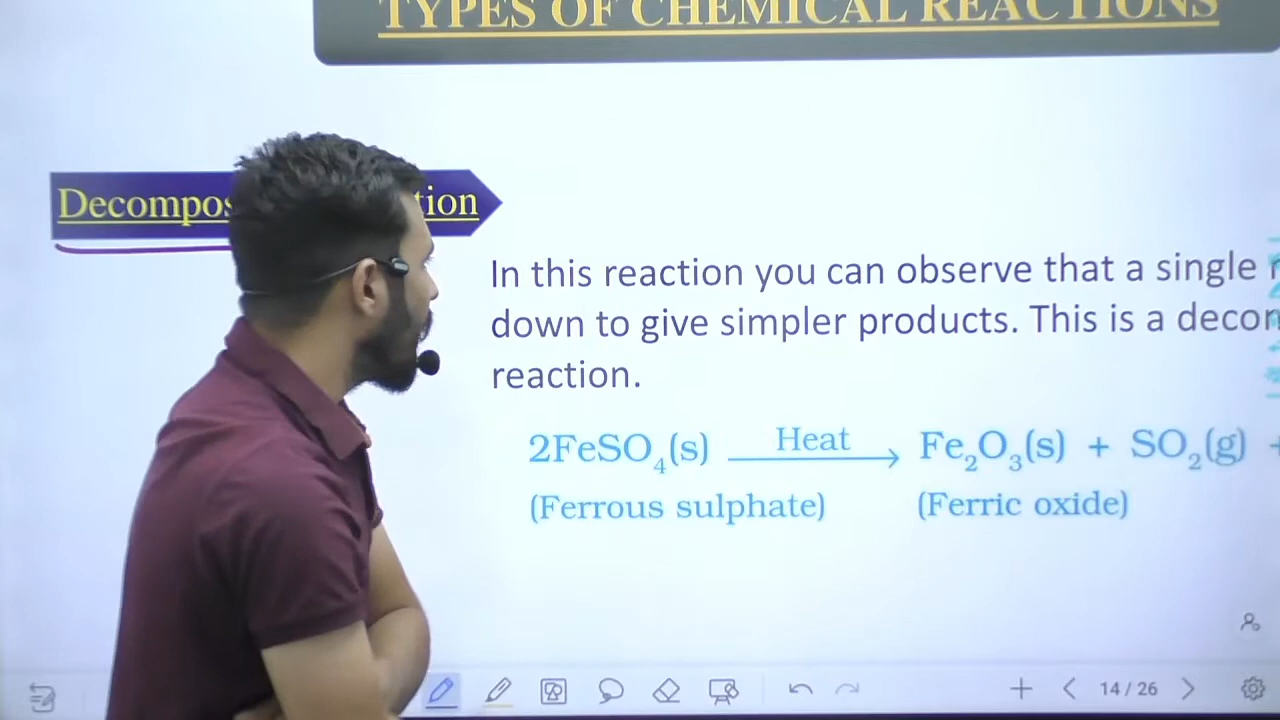 TYPES OF CHEMICAL REACTIONS
Decompos tion
In this reaction you can observe that a single
down to give simpler products. This is a decom
reaction.
2FeSO₄(s) Heat → Fe₂O₃(s) + SO₂(g) +
(Ferrous sulphate) (Ferric oxide)
14 / 26